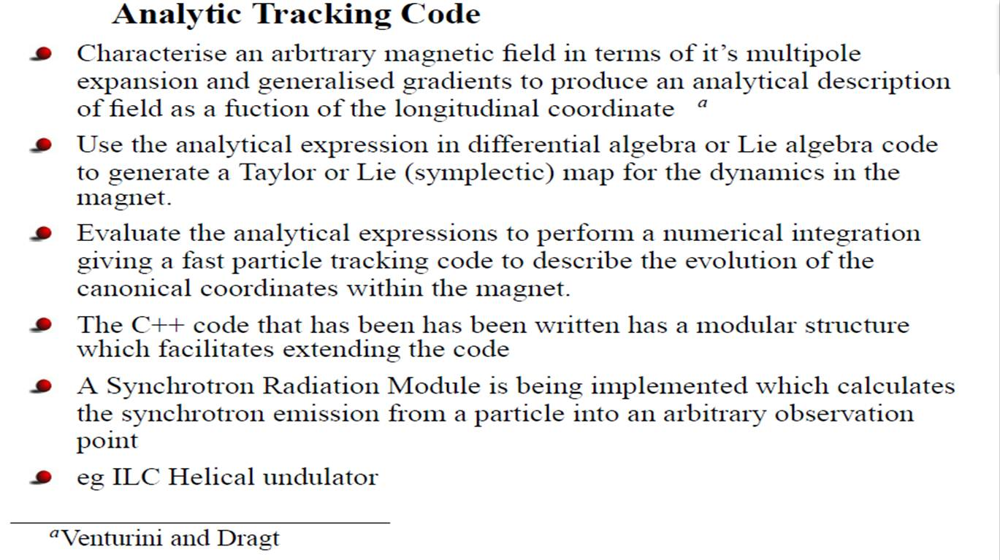 Analytic Tracking Code
Characterise an arbrtrary magnetic field in terms of it's multipole
expansion and generalised gradients to produce an analytical description
of field as a fuction of the longitudinal coordinate a
Use the analytical expression in differential algebra or Lie algebra code
to generate a Taylor or Lie (symplectic) map for the dynamics in the
magnet.
Evaluate the analytical expressions to perform a numerical integration
giving a fast particle tracking code to describe the evolution of the
canonical coordinates within the magnet.
The C++ code that has been has been written has a modular structure
which facilitates extending the code
A Synchrotron Radiation Module is being implemented which calculates
the synchrotron emission from a particle into an arbitrary observation
point
eg ILC Helical undulator
aVenturini and Dragt